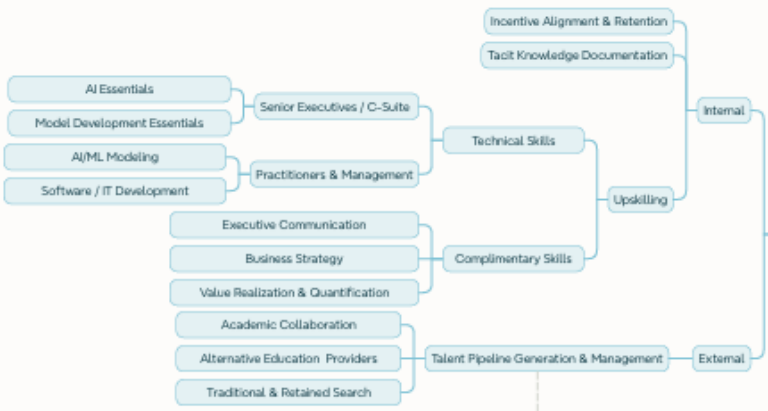 Incentive Alignment & Retention
Tacit Knowledge Documentation
AI Essentials
Senior Executives / C-Suite
Internal
Model Development Essentials
Technical Skills
AI/ML Modeling
Practitioners & Management
Software / IT Development
Upskilling
Executive Communication
Business Strategy
Complimentary Skills
Value Realization & Quantification
Academic Collaboration
Alternative Education Providers
Talent Pipeline Generation & Management
External
Traditional & Retained Search